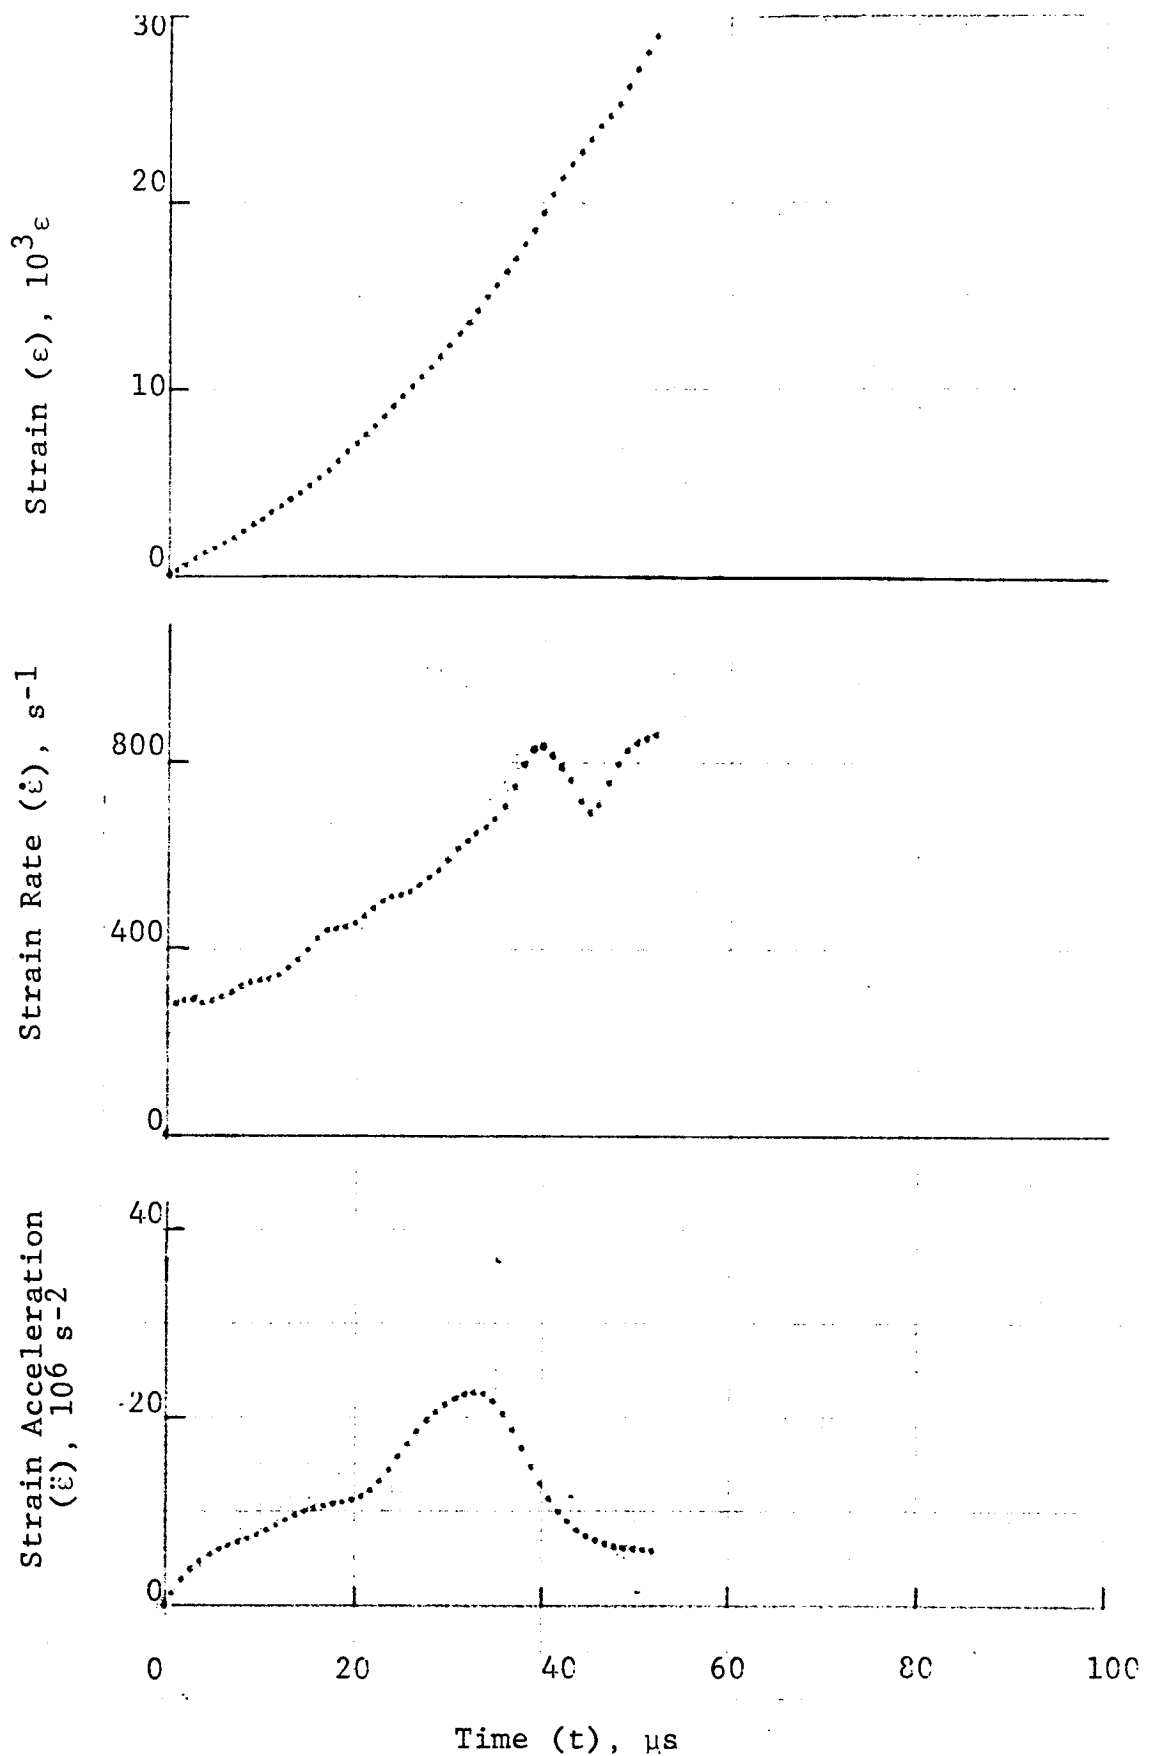 30
20
10
0
Strain (ε), 10³ε
800
400
0
Strain Rate (ε̇), s⁻¹
40
20
0
Strain Acceleration
(ε̈), 10⁶ s⁻²
0 20 40 60 80 100
Time (t), μs